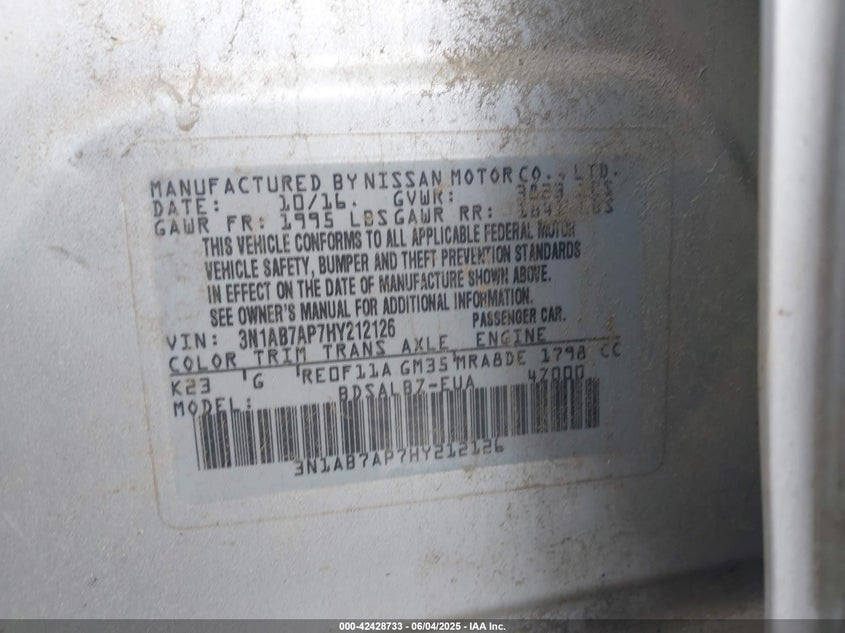 MANUFACTURED BY NISSAN MOTOR CO., LTD.
DATE: 10/16. GVWR:
GAWR FR: 1995 LBS GAWR RR:
THIS VEHICLE CONFORMS TO ALL APPLICABLE FEDERAL MOTOR
VEHICLE SAFETY, BUMPER AND THEFT PREVENTION STANDARDS
IN EFFECT ON THE DATE OF MANUFACTURE SHOWN ABOVE.
SEE OWNER'S MANUAL FOR ADDITIONAL INFORMATION.
VIN: 3N1AB7AP7HY212126 PASSENGER CAR.
COLOR TRIM TRANS AXLE ENGINE
K23 G RE0F11A GM35 MRA8DE 1798 CC
MODEL: BDSALBZ-EUA 4Z000
3N1AB7AP7HY212126
000-42428733 - 06/04/2025 - IAA Inc.